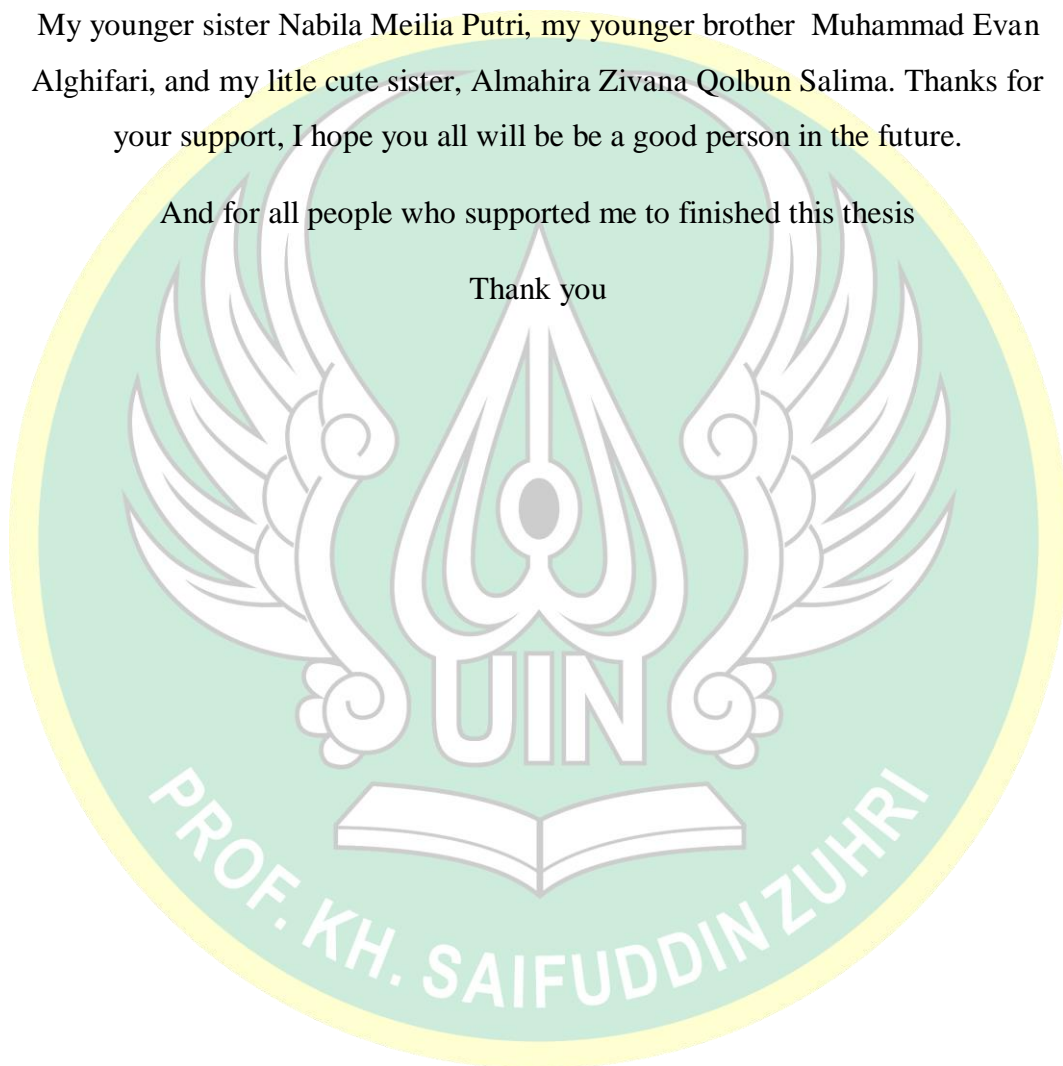 My younger sister Nabila Meilia Putri, my younger brother  Muhammad Evan
Alghifari, and my litle cute sister, Almahira Zivana Qolbun Salima. Thanks for
your support, I hope you all will be be a good person in the future.
And for all people who supported me to finished this thesis
Thank you
UIN
PROF. KH. SAIFUDDIN ZUHRI